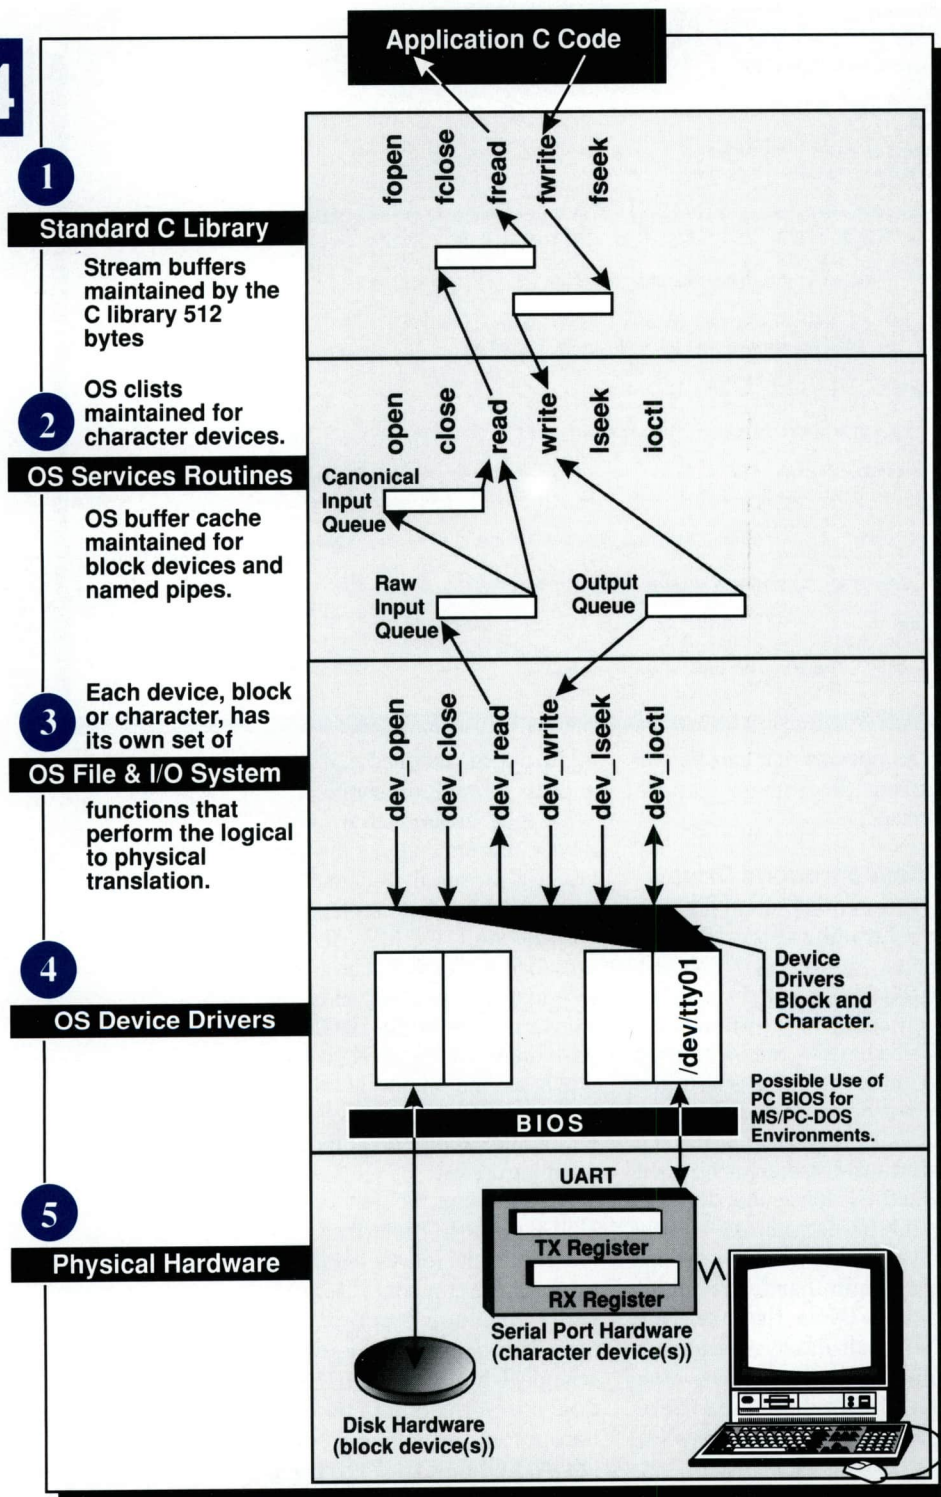 4
Application C Code
1
fopen
fclose
fread
fwrite
fseek
Standard C Library
Stream buffers
maintained by the
C library 512
bytes
2
OS clists
maintained for
character devices.
open
close
read
write
lseek
ioctl
OS Services Routines
Canonical
Input
Queue
OS buffer cache
maintained for
block devices and
named pipes.
Raw
Input
Queue
Output
Queue
3
Each device, block
or character, has
its own set of
OS File & I/O System
functions that
perform the logical
to physical
translation.
dev_open
dev_close
dev_read
dev_write
dev_lseek
dev_ioctl
4
OS Device Drivers
/dev/tty01
Device
Drivers
Block and
Character.
Possible Use of
PC BIOS for
MS/PC-DOS
Environments.
BIOS
5
Physical Hardware
UART
TX Register
RX Register
Serial Port Hardware
(character device(s))
Disk Hardware
(block device(s))